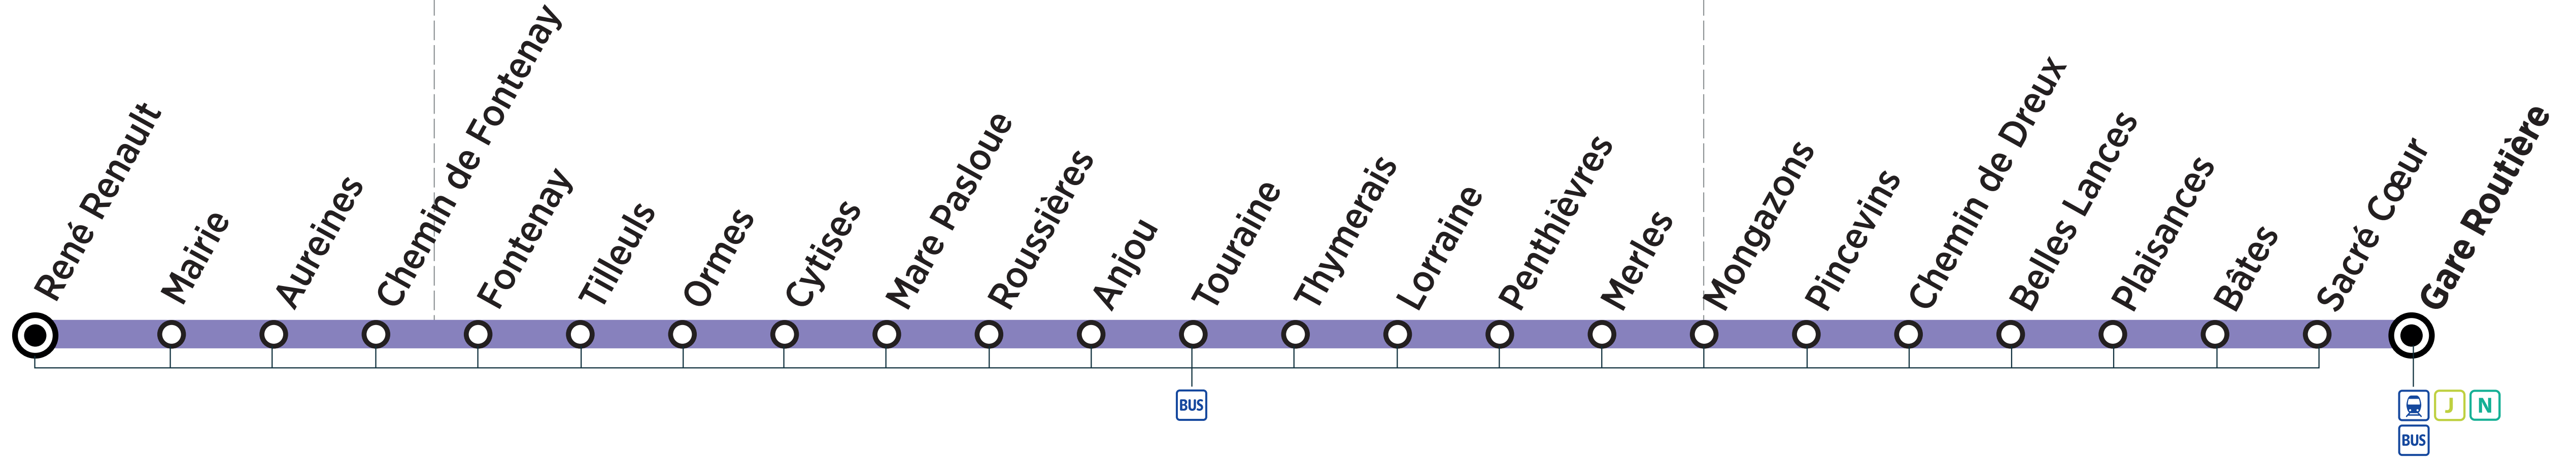 René Renault
Mairie
Aureines
Chemin de Fontenay
Fontenay
Tilleuls
Ormes
Cytises
Mare Pasloue
Roussières
Anjou
Touraine
Thymerais
Lorraine
Penthièvres
Merles
Mongazons
Pincevins
Chemin de Dreux
Belles Lances
Plaisances
Bâtes
Sacré Cœur
Gare Routière
BUS
J N
BUS